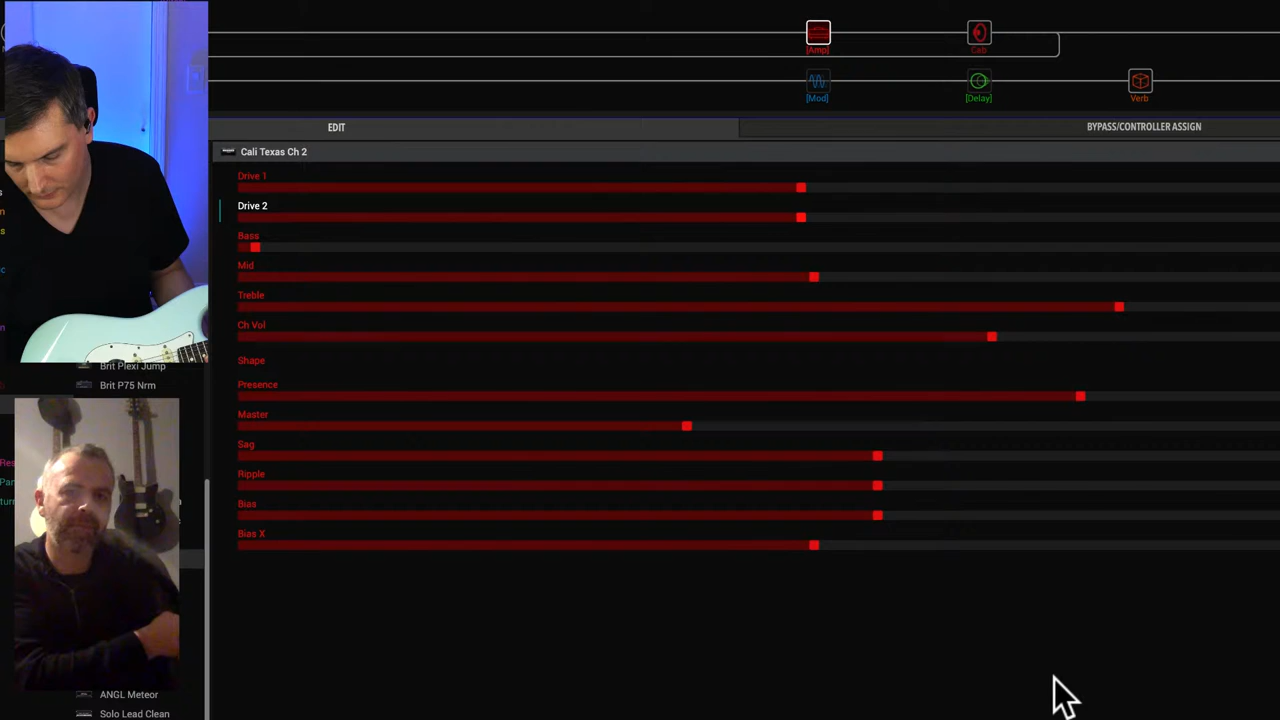 [Amp]
Cab
[Mod]
[Delay]
Verb
EDIT
BYPASS/CONTROLLER ASSIGN
Cali Texas Ch 2
Drive 1
Drive 2
Bass
Mid
Treble
Ch Vol
Shape
Presence
Master
Sag
Ripple
Bias
Bias X
Brit Plexi Jump
Brit P75 Nrm
ANGL Meteor
Solo Lead Clean